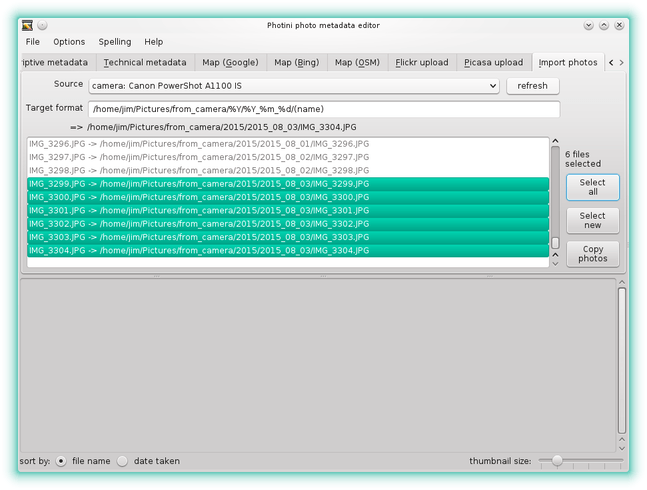 Photini photo metadata editor
File Options Spelling Help
iptive metadata Technical metadata Map (Google) Map (Bing) Map (OSM) Flickr upload Picasa upload Import photos
Source camera: Canon PowerShot A1100 IS refresh
Target format /home/jim/Pictures/from_camera/%Y/%Y_%m_%d/(name)
=> /home/jim/Pictures/from_camera/2015/2015_08_03/IMG_3304.JPG
IMG_3296.JPG -> /home/jim/Pictures/from_camera/2015/2015_08_01/IMG_3296.JPG
IMG_3297.JPG -> /home/jim/Pictures/from_camera/2015/2015_08_02/IMG_3297.JPG
IMG_3298.JPG -> /home/jim/Pictures/from_camera/2015/2015_08_02/IMG_3298.JPG
IMG_3299.JPG -> /home/jim/Pictures/from_camera/2015/2015_08_03/IMG_3299.JPG
IMG_3300.JPG -> /home/jim/Pictures/from_camera/2015/2015_08_03/IMG_3300.JPG
IMG_3301.JPG -> /home/jim/Pictures/from_camera/2015/2015_08_03/IMG_3301.JPG
IMG_3302.JPG -> /home/jim/Pictures/from_camera/2015/2015_08_03/IMG_3302.JPG
IMG_3303.JPG -> /home/jim/Pictures/from_camera/2015/2015_08_03/IMG_3303.JPG
IMG_3304.JPG -> /home/jim/Pictures/from_camera/2015/2015_08_03/IMG_3304.JPG
6 files
selected
Select
all
Select
new
Copy
photos
sort by: file name date taken thumbnail size: